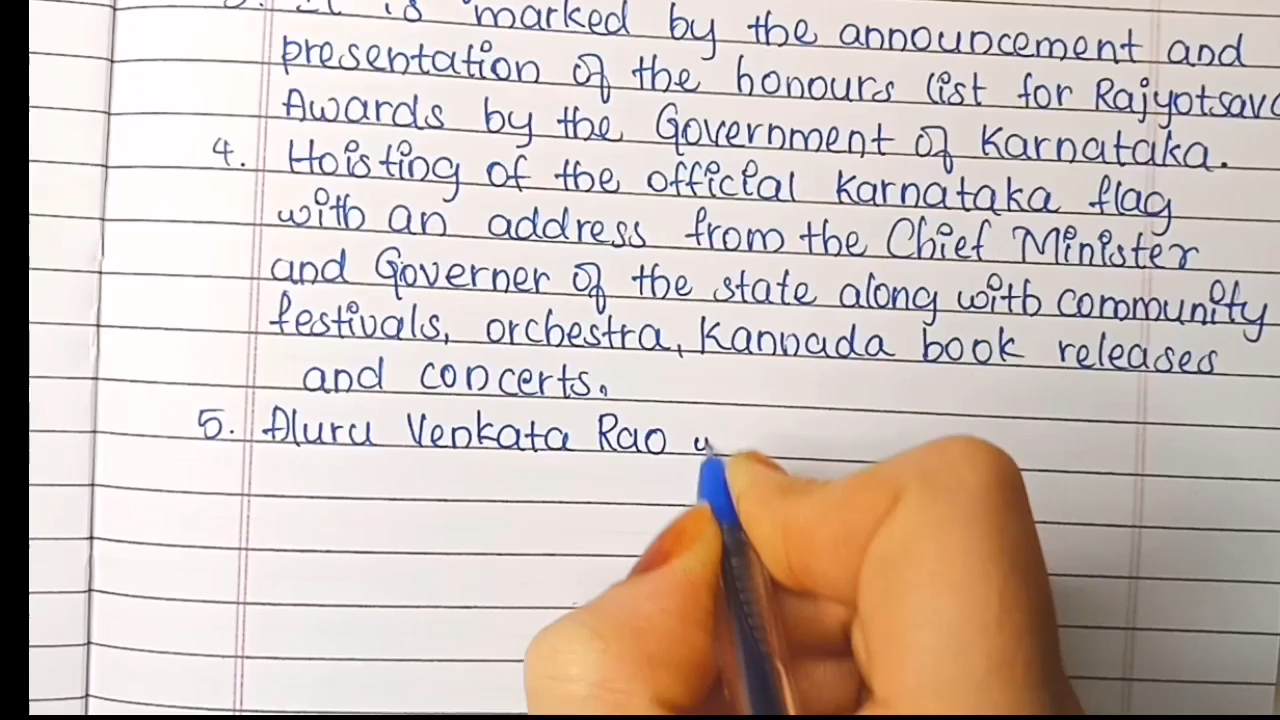 is marked by the announcement and
presentation of the honours list for Rajyotsava
Awards by the Government of Karnataka.
4. Hoisting of the official Karnataka flag
with an address from the Chief Minister
and Governer of the state along with community
festivals, orchestra, Kannada book releases
and concerts.
5. Aluru Venkata Rao